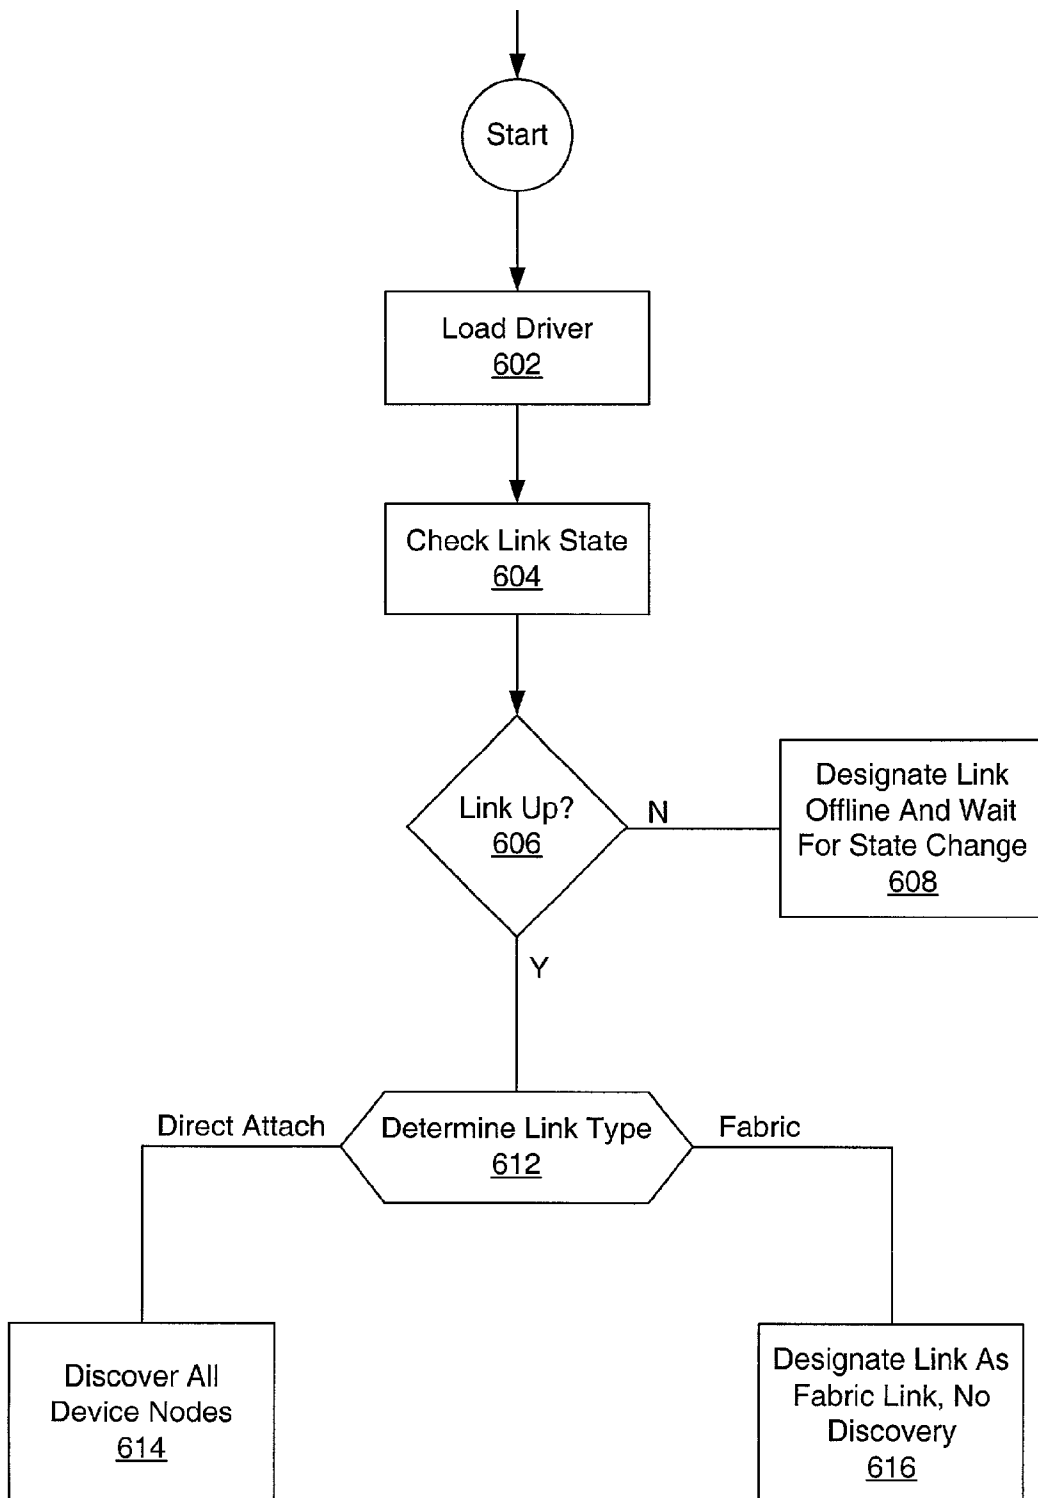 Start
Load Driver
602
Check Link State
604
Link Up?
606
N
Designate Link
Offline And Wait
For State Change
608
Y
Direct Attach
Determine Link Type
612
Fabric
Discover All
Device Nodes
614
Designate Link As
Fabric Link, No
Discovery
616